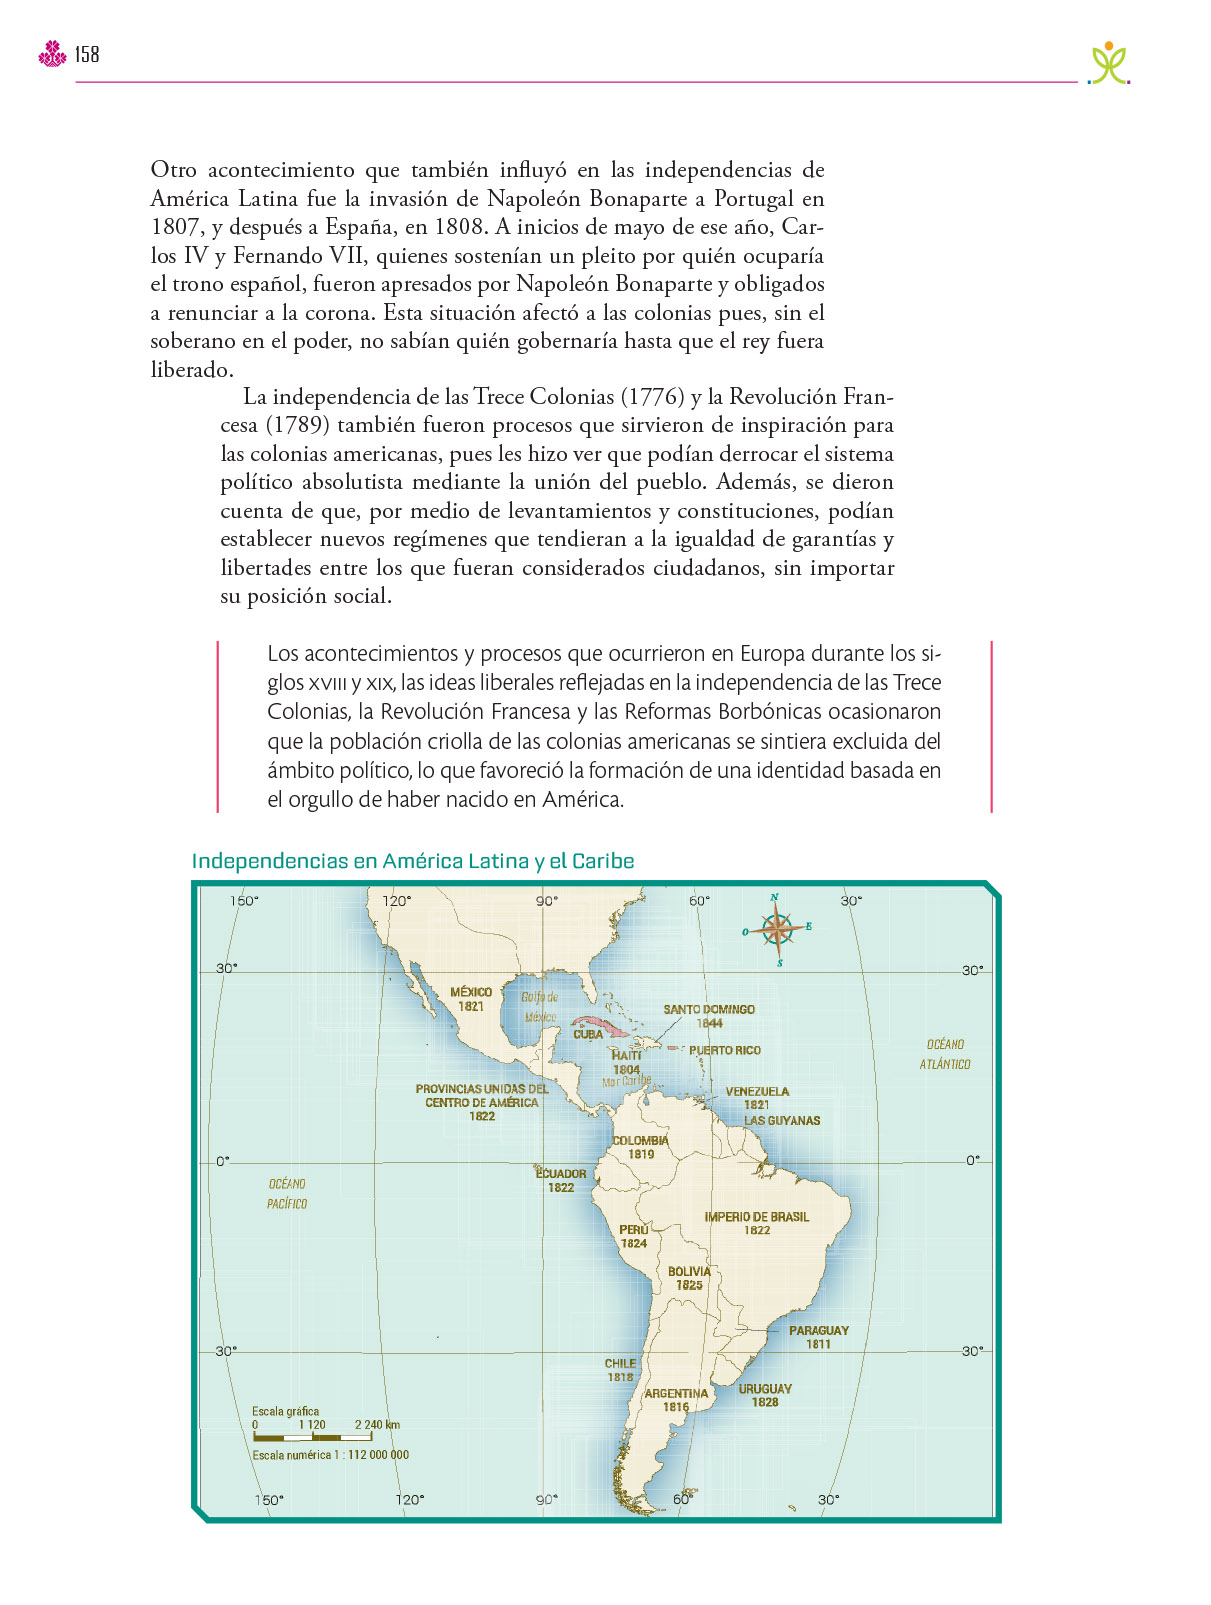 158
Otro acontecimiento que también influyó en las independencias de
América Latina fue la invasión de Napoleón Bonaparte a Portugal en
1807, y después a España, en 1808. A inicios de mayo de ese año, Car-
los IV y Fernando VII, quienes sostenían un pleito por quién ocuparía
el trono español, fueron apresados por Napoleón Bonaparte y obligados
a renunciar a la corona. Esta situación afectó a las colonias pues, sin el
soberano en el poder, no sabían quién gobernaría hasta que el rey fuera
liberado.
La independencia de las Trece Colonias (1776) y la Revolución Fran-
cesa (1789) también fueron procesos que sirvieron de inspiración para
las colonias americanas, pues les hizo ver que podían derrocar el sistema
político absolutista mediante la unión del pueblo. Además, se dieron
cuenta de que, por medio de levantamientos y constituciones, podían
establecer nuevos regímenes que tendieran a la igualdad de garantías y
libertades entre los que fueran considerados ciudadanos, sin importar
su posición social.
Los acontecimientos y procesos que ocurrieron en Europa durante los si-
glos XVIII y XIX, las ideas liberales reflejadas en la independencia de las Trece
Colonias, la Revolución Francesa y las Reformas Borbónicas ocasionaron
que la población criolla de las colonias americanas se sintiera excluida del
ámbito político, lo que favoreció la formación de una identidad basada en
el orgullo de haber nacido en América.
Independencias en América Latina y el Caribe
150° 120° 90° 60° 30°
N
O E
S
30° 30°
MÉXICO
1821
Golfo de
México
SANTO DOMINGO
1844
CUBA
HAITÍ
1804
PUERTO RICO
Mar Caribe
OCÉANO
ATLÁNTICO
PROVINCIAS UNIDAS DEL
CENTRO DE AMÉRICA
1822
VENEZUELA
1821
LAS GUYANAS
COLOMBIA
1819
0° 0°
ECUADOR
1822
OCÉANO
PACÍFICO
IMPERIO DE BRASIL
1822
PERÚ
1824
BOLIVIA
1825
PARAGUAY
1811
30° 30°
CHILE
1818
ARGENTINA
1816
URUGUAY
1828
Escala gráfica
0 1 120 2 240 km
Escala numérica 1 : 112 000 000
150° 120° 90° 60° 30°